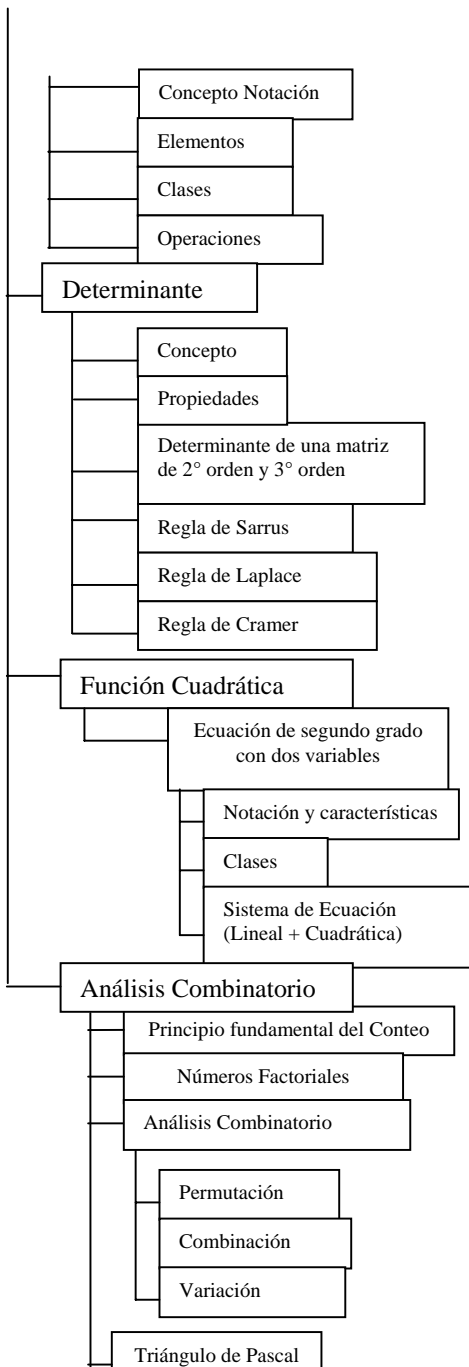 Concepto Notación
Elementos
Clases
Operaciones
Determinante
Concepto
Propiedades
Determinante de una matriz
de 2° orden y 3° orden
Regla de Sarrus
Regla de Laplace
Regla de Cramer
Función Cuadrática
Ecuación de segundo grado
con dos variables
Notación y características
Clases
Sistema de Ecuación
(Lineal + Cuadrática)
Análisis Combinatorio
Principio fundamental del Conteo
Números Factoriales
Análisis Combinatorio
Permutación
Combinación
Variación
Triángulo de Pascal